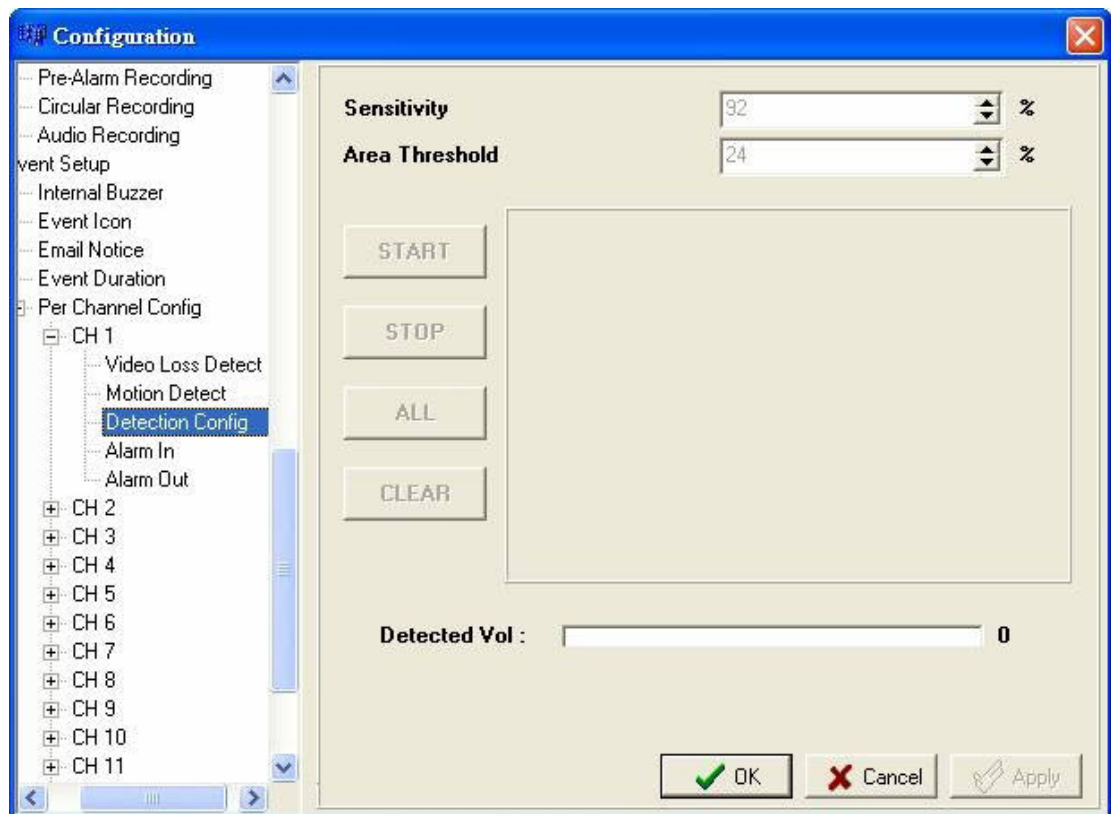 Configuration
Pre-Alarm Recording
Circular Recording
Audio Recording
vent Setup
Internal Buzzer
Event Icon
Email Notice
Event Duration
Per Channel Config
CH 1
Video Loss Detect
Motion Detect
Detection Config
Alarm In
Alarm Out
CH 2
CH 3
CH 4
CH 5
CH 6
CH 7
CH 8
CH 9
CH 10
CH 11
Sensitivity 92 %
Area Threshold 24 %
START
STOP
ALL
CLEAR
Detected Vol : 0
OK Cancel Apply